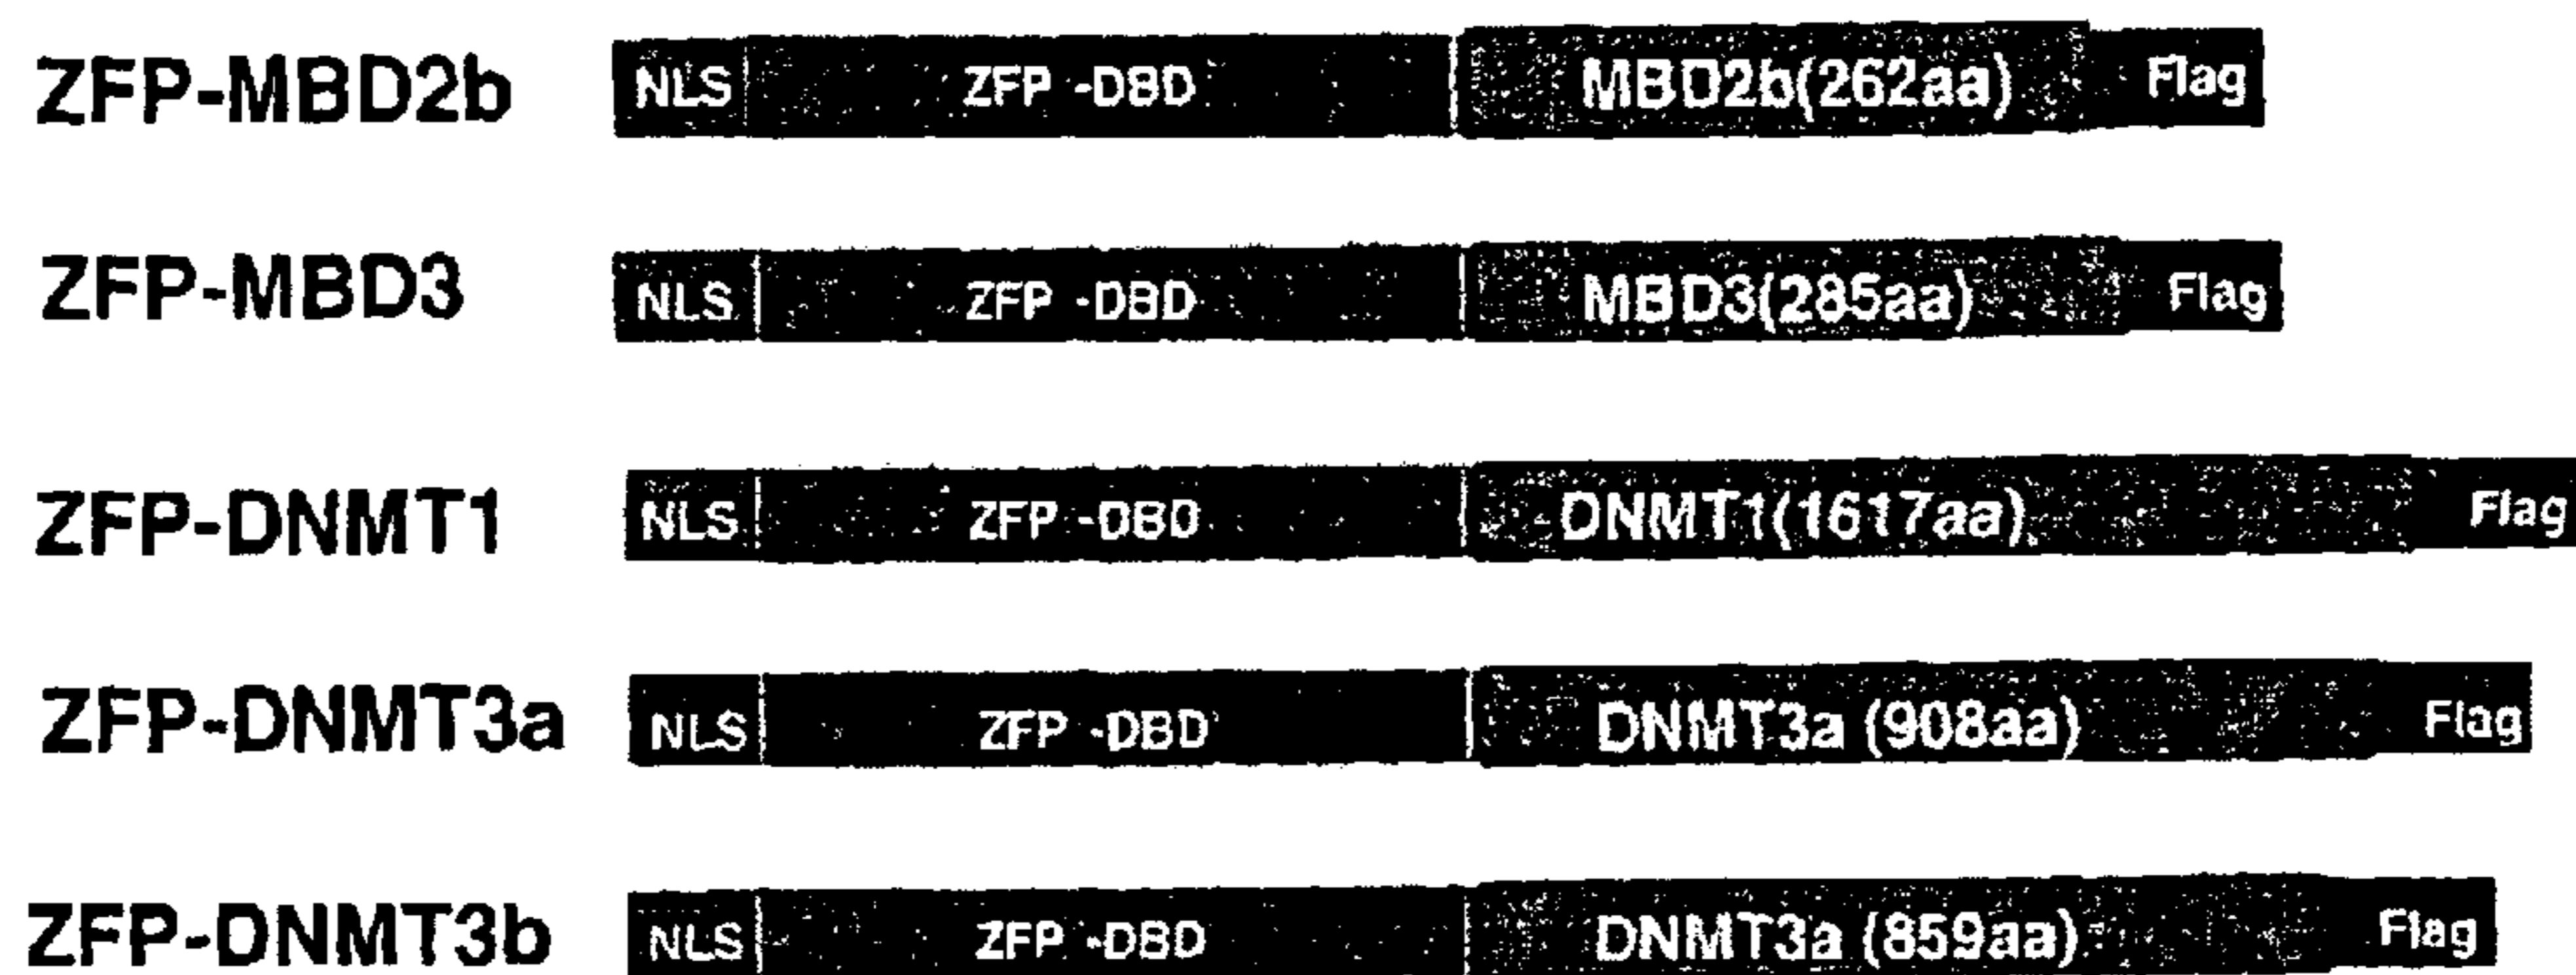 ZFP-MBD2b NLS ZFP -DBD MBD2b(262aa) Flag
ZFP-MBD3 NLS ZFP -DBD MBD3(285aa) Flag
ZFP-DNMT1 NLS ZFP -DBD DNMT1(1617aa) Flag
ZFP-DNMT3a NLS ZFP -DBD DNMT3a (908aa) Flag
ZFP-DNMT3b NLS ZFP -DBD DNMT3a (859aa) Flag